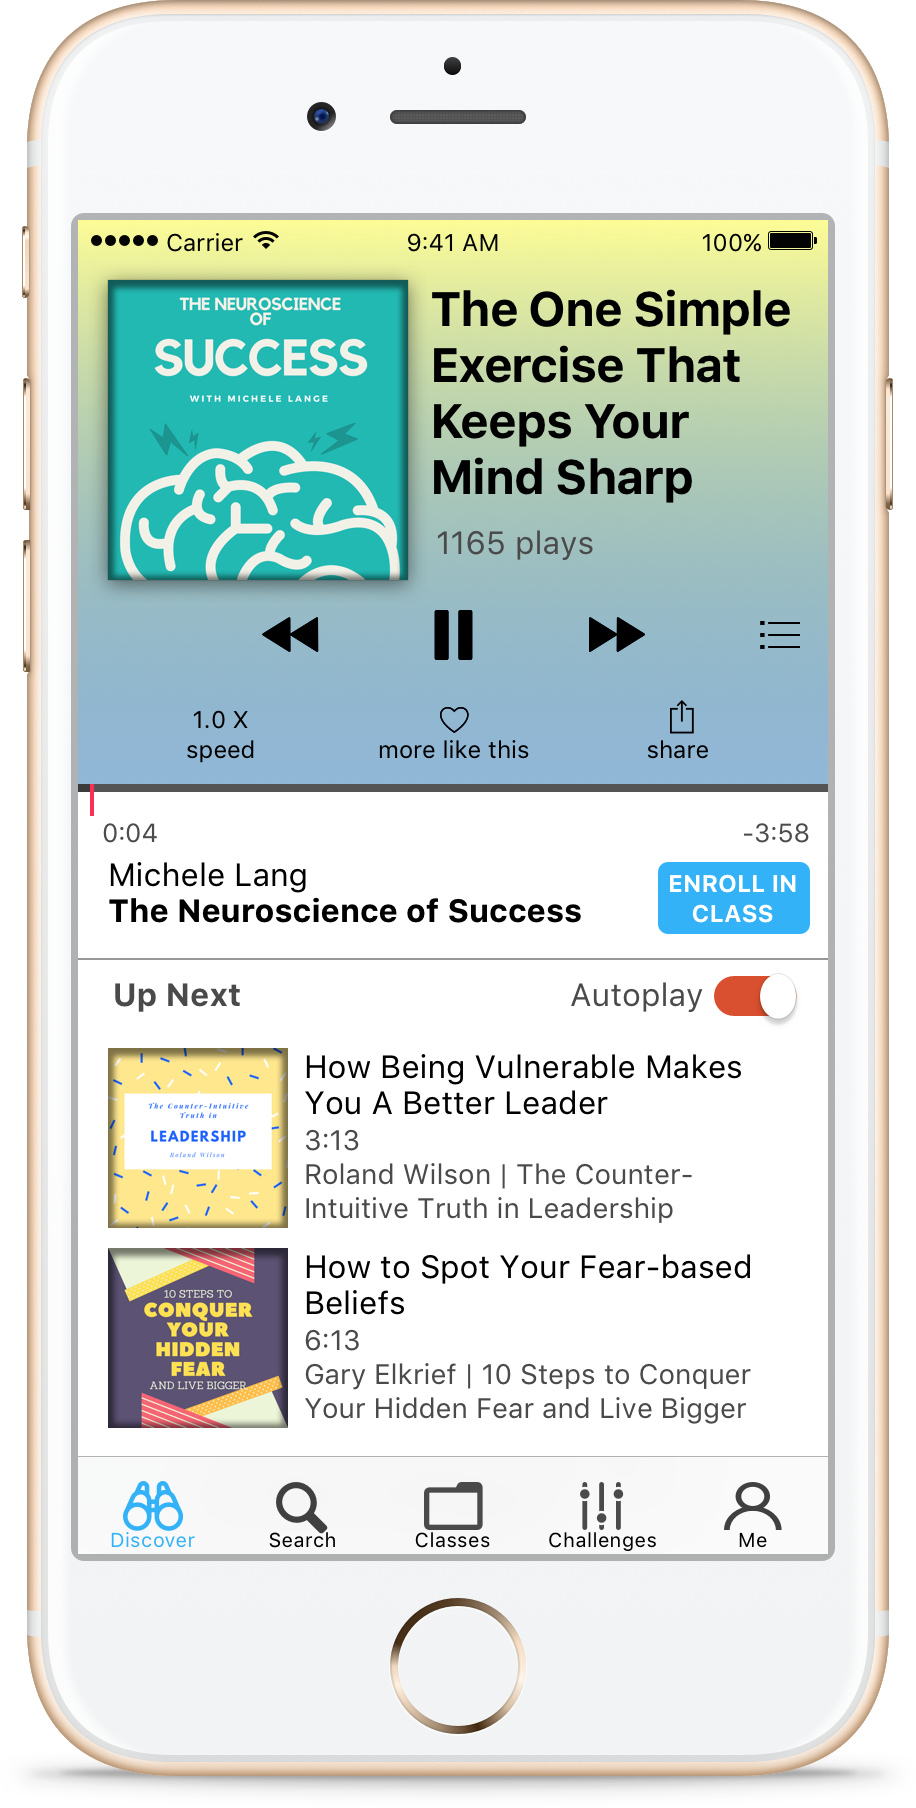 Carrier
9:41 AM
100%
THE NEUROSCIENCE
OF
SUCCESS
WITH MICHELE LANGE
The One Simple
Exercise That
Keeps Your
Mind Sharp
1165 plays
1.0 X
speed
more like this
share
0:04
-3:58
Michele Lang
The Neuroscience of Success
ENROLL IN
CLASS
Up Next
Autoplay
The Counter-Intuitive
Truth in
LEADERSHIP
Roland Wilson
How Being Vulnerable Makes
You A Better Leader
3:13
Roland Wilson | The Counter-
Intuitive Truth in Leadership
10 STEPS TO
CONQUER
YOUR
HIDDEN
FEAR
AND LIVE BIGGER
How to Spot Your Fear-based
Beliefs
6:13
Gary Elkrief | 10 Steps to Conquer
Your Hidden Fear and Live Bigger
Discover
Search
Classes
Challenges
Me